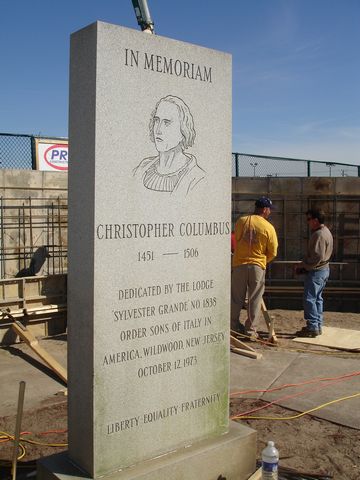 IN MEMORIAM
CHRISTOPHER COLUMBUS
1451 — 1506
DEDICATED BY THE LODGE
'SYLVESTER GRANDE NO. 1838
ORDER SONS OF ITALY IN
AMERICA, WILDWOOD, NEW JERSEY
OCTOBER 12, 1973
LIBERTY-EQUALITY-FRATERNITY
PR